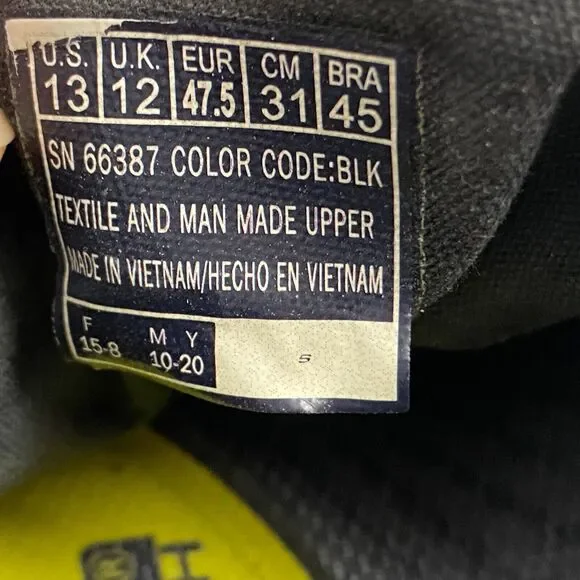 U.S. U.K. EUR CM BRA
13 12 47.5 31 45
SN 66387 COLOR CODE:BLK
TEXTILE AND MAN MADE UPPER
MADE IN VIETNAM/HECHO EN VIETNAM
F M Y
15-8 10-20
S